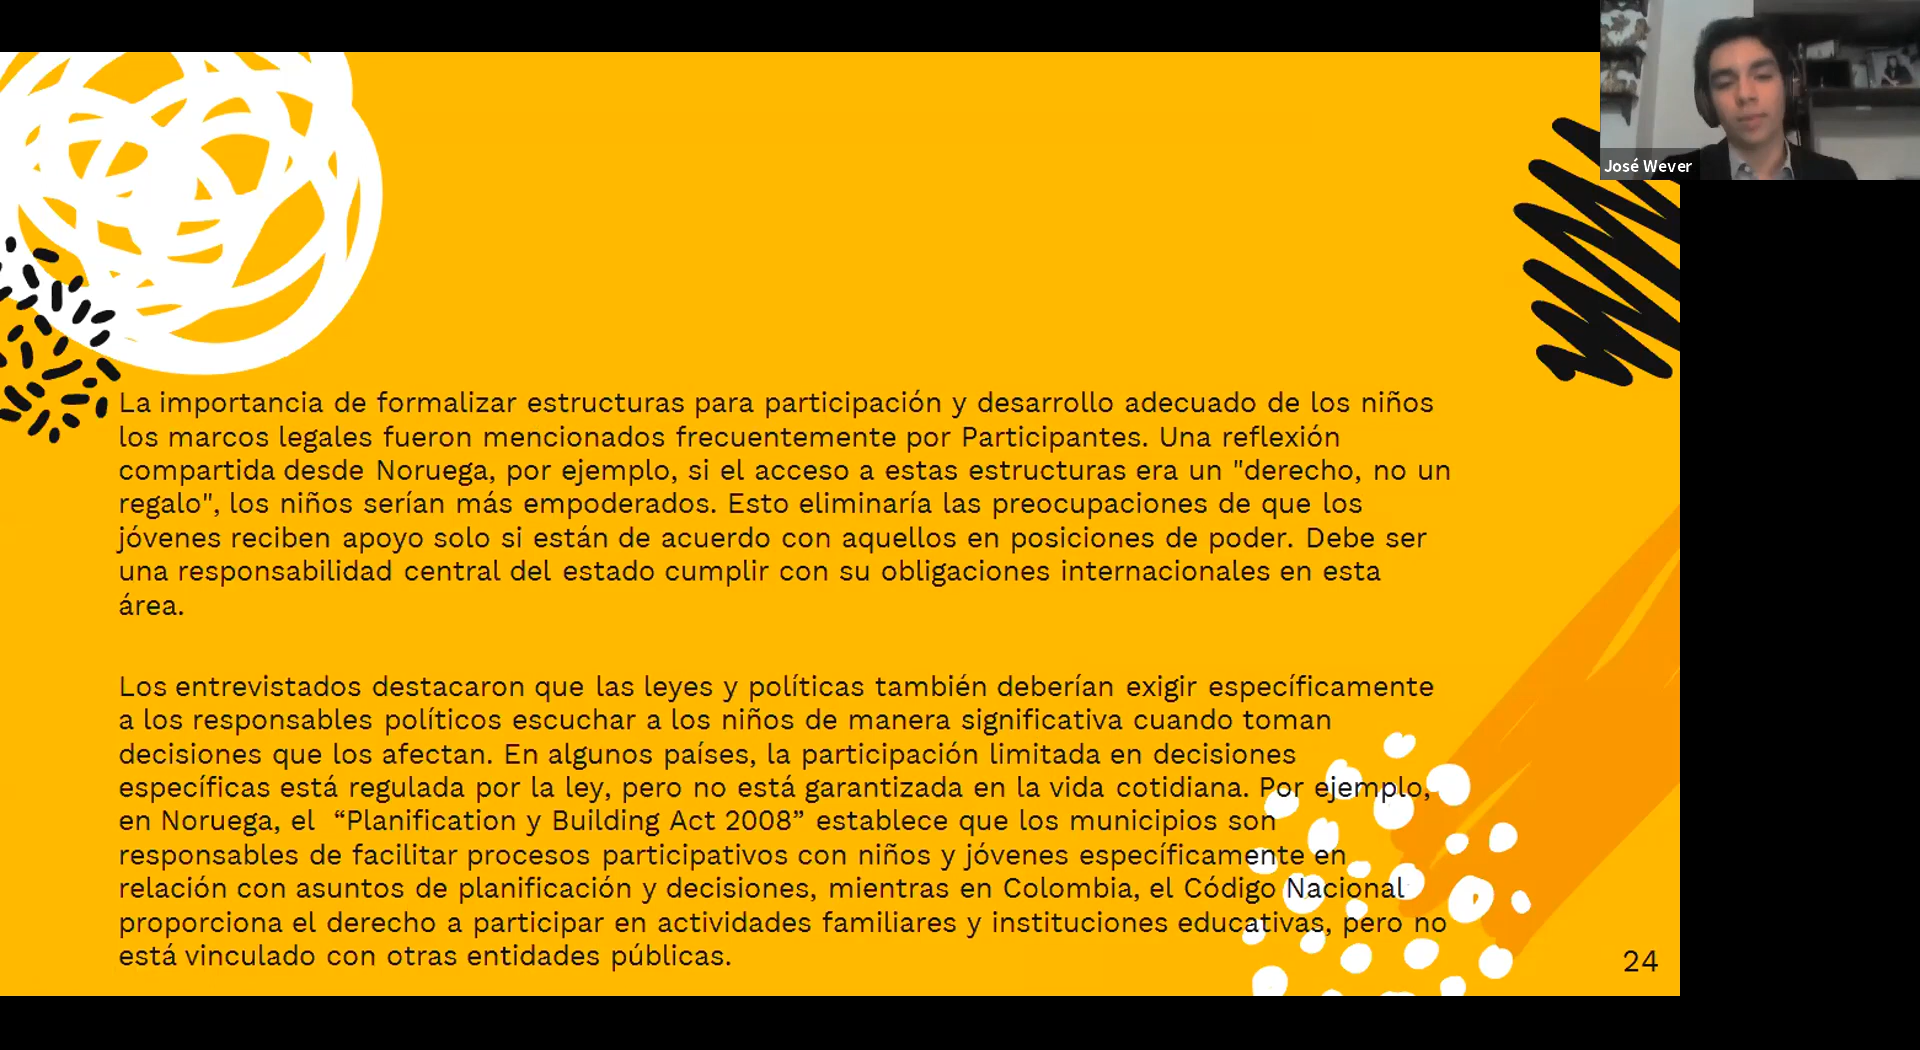 José Wever
La importancia de formalizar estructuras para participación y desarrollo adecuado de los niños
los marcos legales fueron mencionados frecuentemente por Participantes. Una reflexión
compartida desde Noruega, por ejemplo, si el acceso a estas estructuras era un "derecho, no un
regalo", los niños serían más empoderados. Esto eliminaría las preocupaciones de que los
jóvenes reciben apoyo solo si están de acuerdo con aquellos en posiciones de poder. Debe ser
una responsabilidad central del estado cumplir con su obligaciones internacionales en esta
área.
Los entrevistados destacaron que las leyes y políticas también deberían exigir específicamente
a los responsables políticos escuchar a los niños de manera significativa cuando toman
decisiones que los afectan. En algunos países, la participación limitada en decisiones
específicas está regulada por la ley, pero no está garantizada en la vida cotidiana. Por ejemplo,
en Noruega, el “Planification y Building Act 2008” establece que los municipios son
responsables de facilitar procesos participativos con niños y jóvenes específicamente en
relación con asuntos de planificación y decisiones, mientras en Colombia, el Código Nacional
proporciona el derecho a participar en actividades familiares y instituciones educativas, pero no
está vinculado con otras entidades públicas.
24